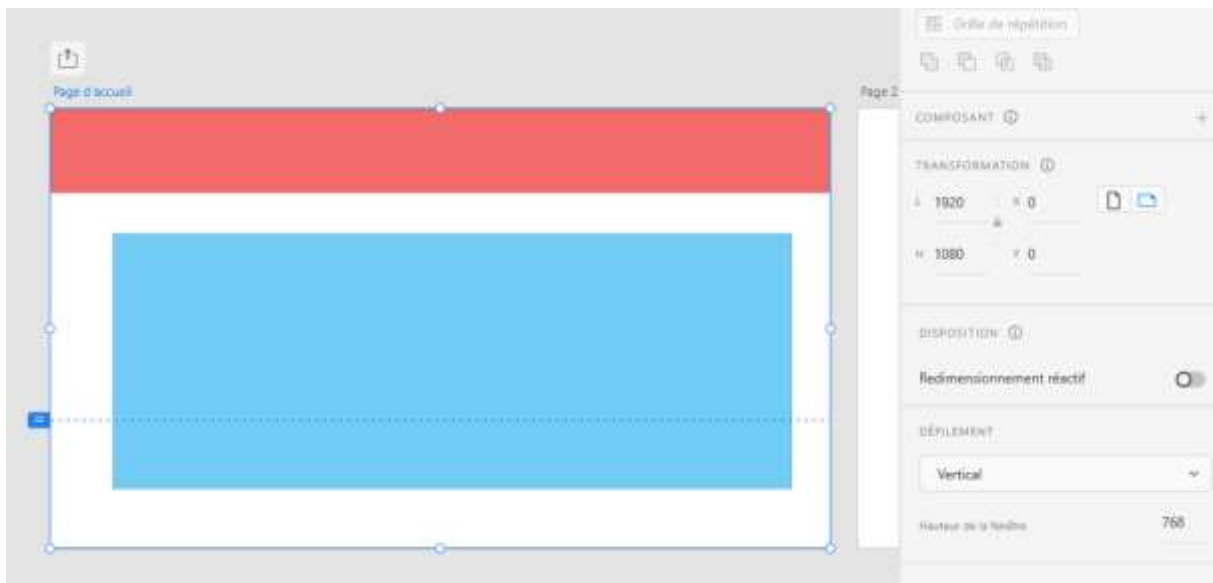 Grille de répétition
Page d'accueil
Page 2
COMPOSANT
TRANSFORMATION
L 1920 X 0
H 1080 Y 0
DISPOSITION
Redimensionnement réactif
DÉFILEMENT
Vertical
Hauteur de la fenêtre 768